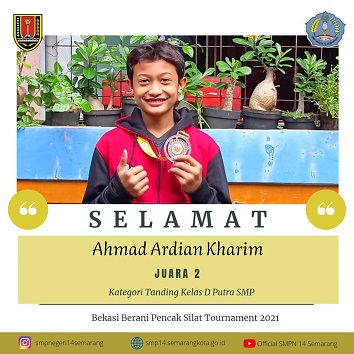 SELAMAT
Ahmad Ardian Kharim
JUARA 2
Kategori Tanding Kelas D Putra SMP
Bekasi Berani Pencak Silat Tournament 2021
smpnegeri14semarang
smp14.semarangkota.go.id
Official SMPN 14 Semarang